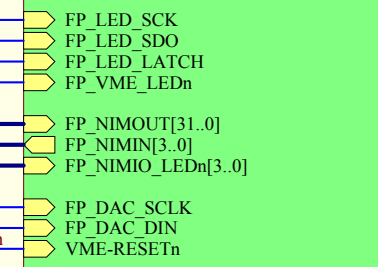 FP_LED_SCK
FP_LED_SDO
FP_LED_LATCH
FP_VME_LEDn
FP_NIMOUT[31..0]
FP_NIMIN[3..0]
FP_NIMIO_LEDn[3..0]
FP_DAC_SCLK
FP_DAC_DIN
VME-RESETn